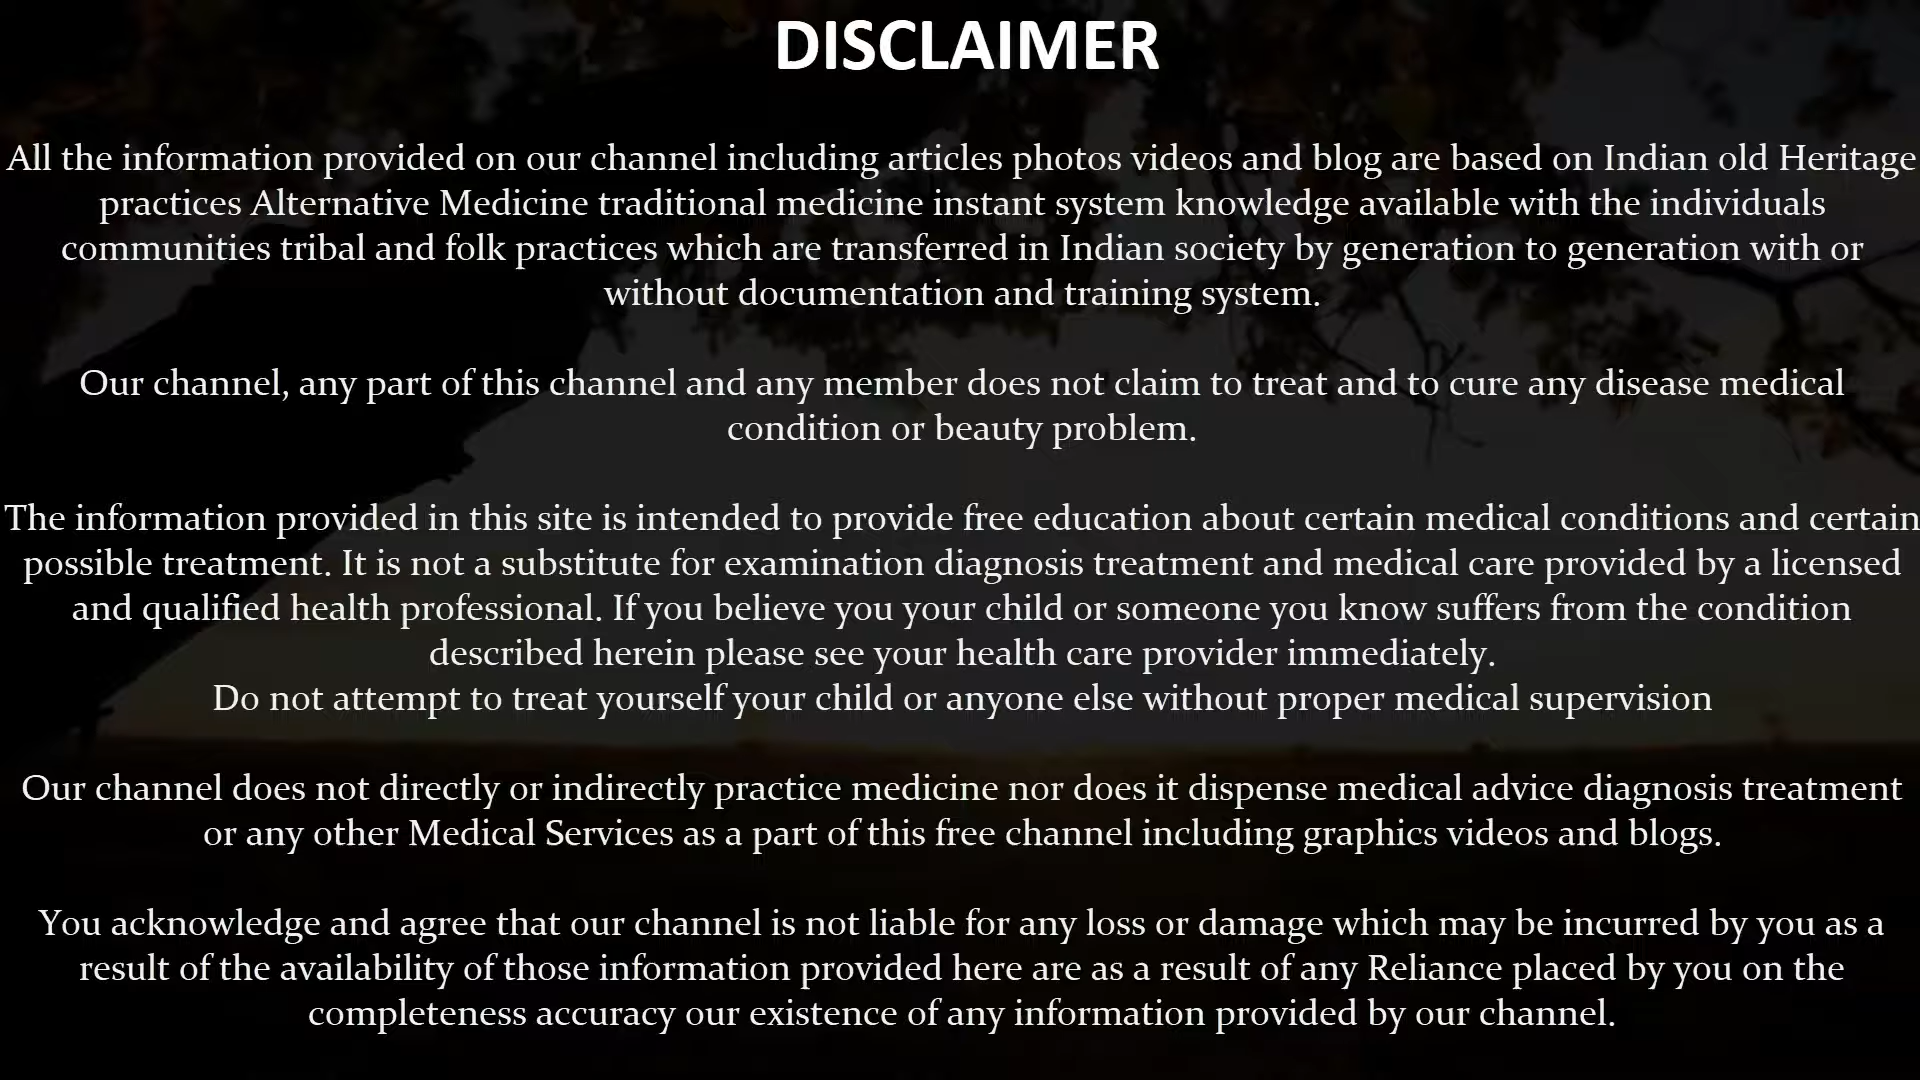 DISCLAIMER
All the information provided on our channel including articles photos videos and blog are based on Indian old Heritage
practices Alternative Medicine traditional medicine instant system knowledge available with the individuals
communities tribal and folk practices which are transferred in Indian society by generation to generation with or
without documentation and training system.
Our channel, any part of this channel and any member does not claim to treat and to cure any disease medical
condition or beauty problem.
The information provided in this site is intended to provide free education about certain medical conditions and certain
possible treatment. It is not a substitute for examination diagnosis treatment and medical care provided by a licensed
and qualified health professional. If you believe you your child or someone you know suffers from the condition
described herein please see your health care provider immediately.
Do not attempt to treat yourself your child or anyone else without proper medical supervision
Our channel does not directly or indirectly practice medicine nor does it dispense medical advice diagnosis treatment
or any other Medical Services as a part of this free channel including graphics videos and blogs.
You acknowledge and agree that our channel is not liable for any loss or damage which may be incurred by you as a
result of the availability of those information provided here are as a result of any Reliance placed by you on the
completeness accuracy our existence of any information provided by our channel.